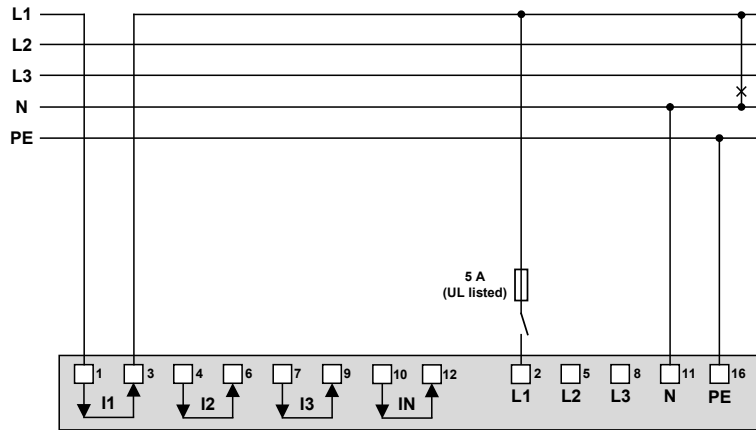 L1
L2
L3
N
PE
5 A
(UL listed)
1 3 4 6 7 9 10 12 2 5 8 11 16
I1 I2 I3 IN L1 L2 L3 N PE